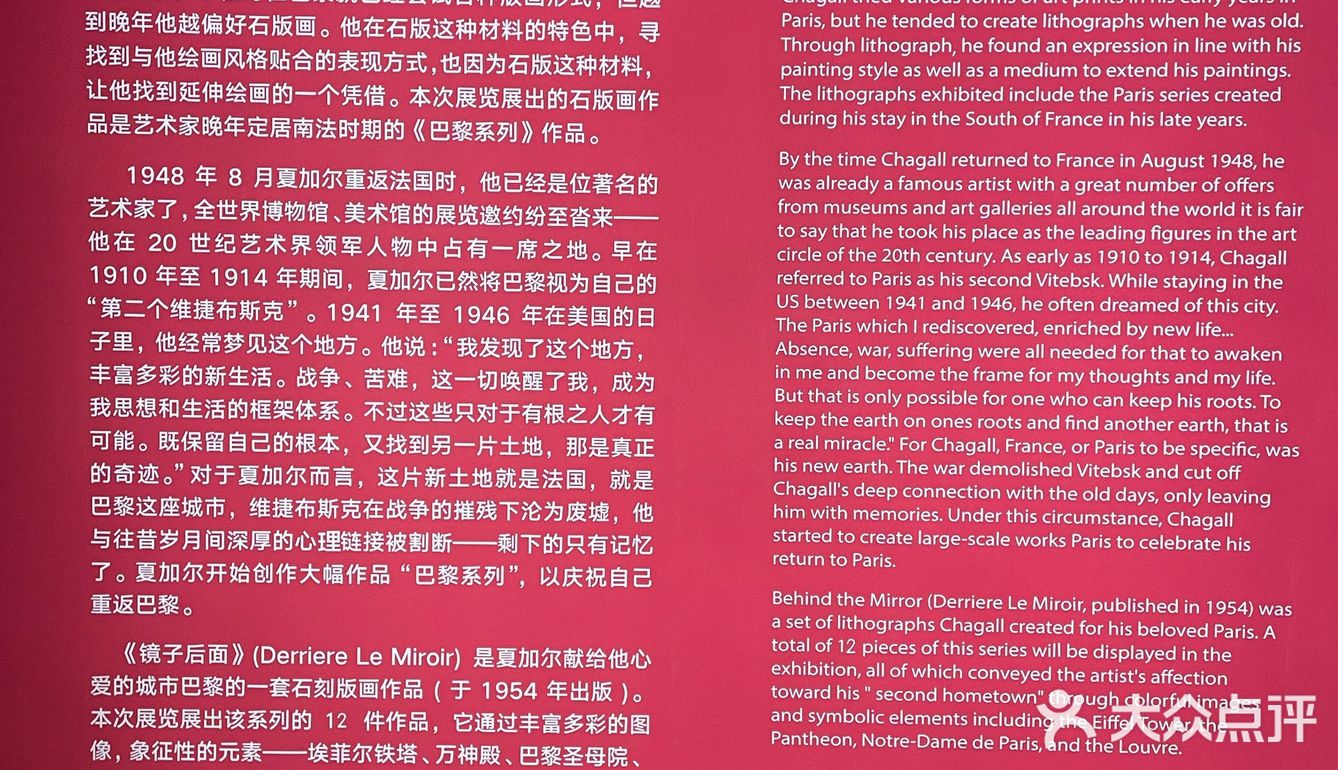 到晚年他越偏好石版画。他在石版这种材料的特色中，寻
找到与他绘画风格贴合的表现方式,也因为石版这种材料，
让他找到延伸绘画的一个凭借。本次展览展出的石版画作
品是艺术家晚年定居南法时期的《巴黎系列》作品。
1948 年 8 月夏加尔重返法国时，他已经是位著名的
艺术家了，全世界博物馆、美术馆的展览邀约纷至沓来——
他在 20 世纪艺术界领军人物中占有一席之地。早在
1910 年至 1914 年期间，夏加尔已然将巴黎视为自己的
“第二个维捷布斯克”。1941 年至 1946 年在美国的日
子里，他经常梦见这个地方。他说：“我发现了这个地方，
丰富多彩的新生活。战争、苦难，这一切唤醒了我，成为
我思想和生活的框架体系。不过这些只对于有根之人才有
可能。既保留自己的根本，又找到另一片土地，那是真正
的奇迹。”对于夏加尔而言，这片新土地就是法国，就是
巴黎这座城市，维捷布斯克在战争的摧残下沦为废墟，他
与往昔岁月间深厚的心理链接被割断——剩下的只有记忆
了。夏加尔开始创作大幅作品“巴黎系列”，以庆祝自己
重返巴黎。
《镜子后面》(Derriere Le Miroir) 是夏加尔献给他心
爱的城市巴黎的一套石刻版画作品 ( 于 1954 年出版 )。
本次展览展出该系列的 12 件作品，它通过丰富多彩的图
像，象征性的元素——埃菲尔铁塔、万神殿、巴黎圣母院、
Chagall tried various forms of art prints in his early years in
Paris, but he tended to create lithographs when he was old.
Through lithograph, he found an expression in line with his
painting style as well as a medium to extend his paintings.
The lithographs exhibited include the Paris series created
during his stay in the South of France in his late years.
By the time Chagall returned to France in August 1948, he
was already a famous artist with a great number of offers
from museums and art galleries all around the world it is fair
to say that he took his place as the leading figures in the art
circle of the 20th century. As early as 1910 to 1914, Chagall
referred to Paris as his second Vitebsk. While staying in the
US between 1941 and 1946, he often dreamed of this city.
The Paris which I rediscovered, enriched by new life...
Absence, war, suffering were all needed for that to awaken
in me and become the frame for my thoughts and my life.
But that is only possible for one who can keep his roots. To
keep the earth on ones roots and find another earth, that is
a real miracle." For Chagall, France, or Paris to be specific, was
his new earth. The war demolished Vitebsk and cut off
Chagall's deep connection with the old days, only leaving
him with memories. Under this circumstance, Chagall
started to create large-scale works Paris to celebrate his
return to Paris.
Behind the Mirror (Derriere Le Miroir, published in 1954) was
a set of lithographs Chagall created for his beloved Paris. A
total of 12 pieces of this series will be displayed in the
exhibition, all of which conveyed the artist's affection
toward his " second hometown" through colorful images
and symbolic elements including the Eiffel Tower, the
Pantheon, Notre-Dame de Paris, and the Louvre.
大众点评